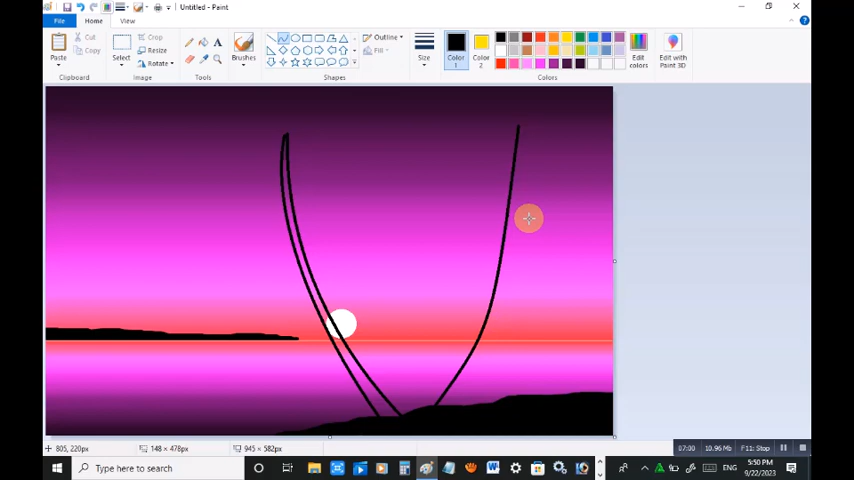 Untitled - Paint
File Home View
Paste
Cut
Copy
Clipboard
Select
Crop
Resize
Rotate
Image
A
Tools
Brushes
Outline
Fill
Shapes
Size
Color 1
Color 2
Edit colors
Colors
Edit with Paint 3D
805, 220px
148 × 478px
945 × 582px
07:00 10.96 Mb F11: Stop
Type here to search
ENG
5:50 PM
9/22/2023